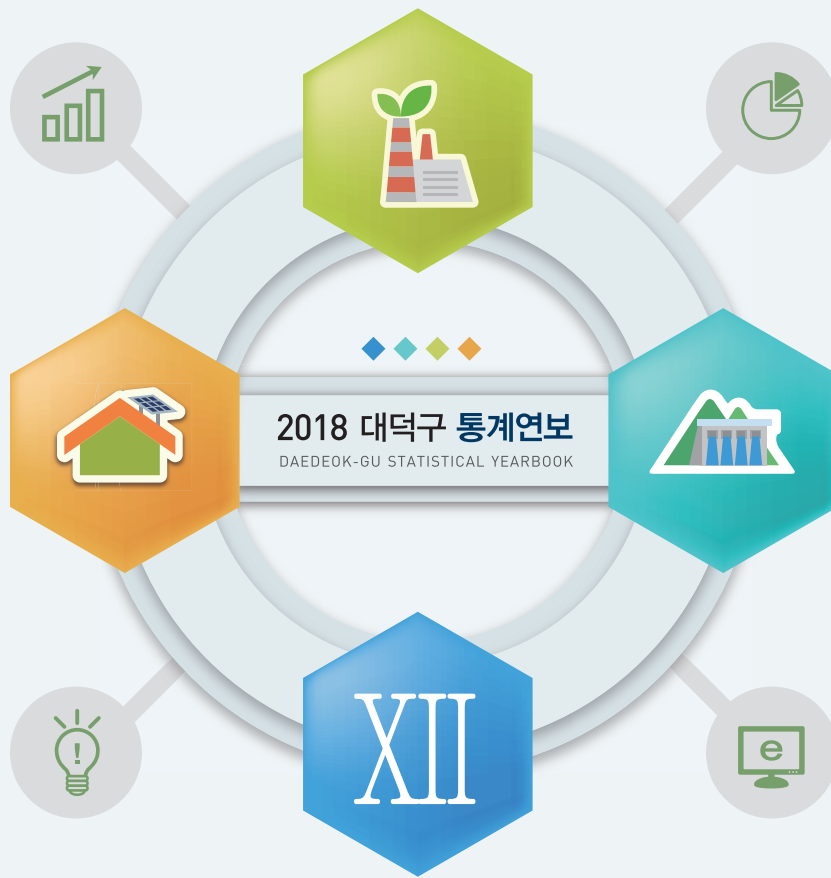 2018 대덕구 통계연보
DAEDEOK-GU STATISTICAL YEARBOOK
!
e
XII